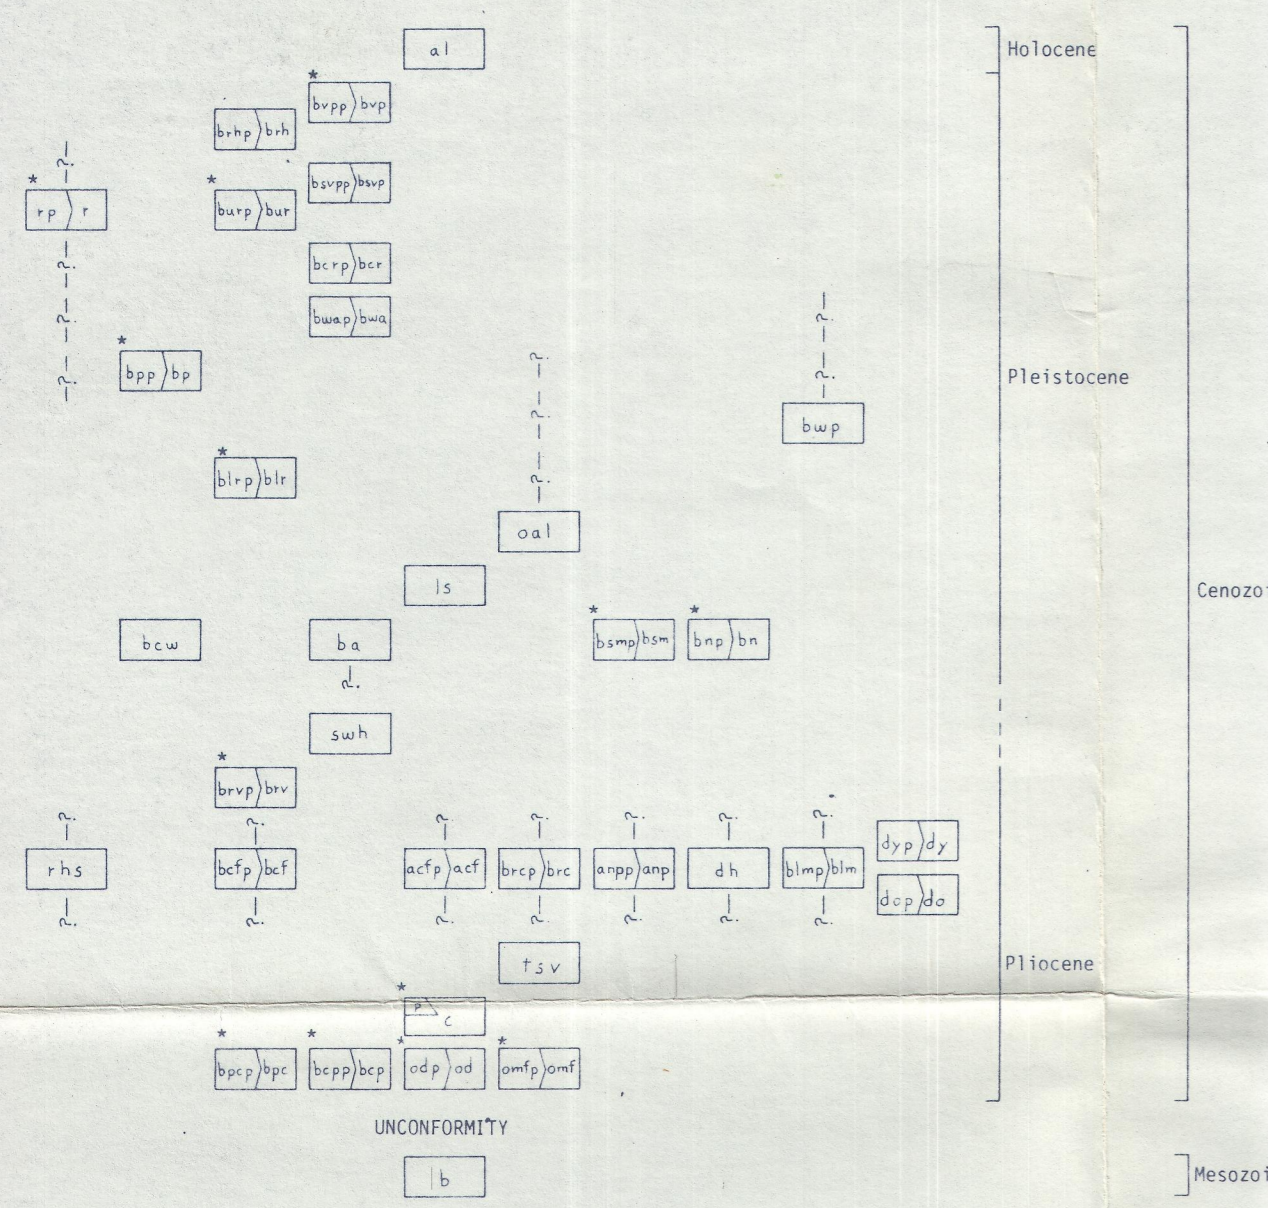 al
Holocene
* bvpp bvp
brhp brh
* rp r
* burp bur
bsvpp bsvp
bcrp bcr
bwap bwa
* bpp bp
Pleistocene
bwp
* blrp blr
oal
ls
Cenozoi
bcw
ba
* bsmp bsm
* bnp bn
swh
* brvp brv
rhs
bcfp bcf
acfp acf
brcp brc
anpp anp
dh
blmp blm
dyp dy
dop do
tsv
Pliocene
* p c
* bpcp bpc
* bcpp bcp
* odp od
* omfp omf
UNCONFORMITY
lb
Mesozoi